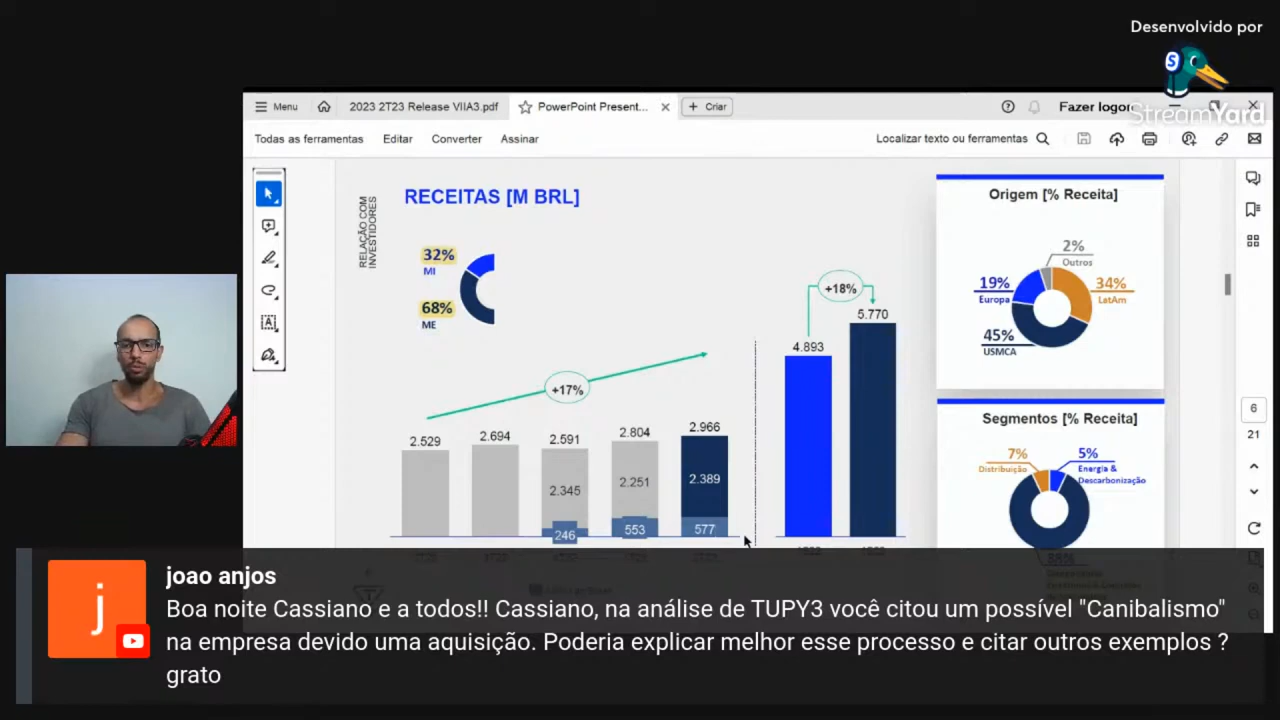 Desenvolvido por
StreamYard
Menu
2023 2T23 Release VIIA3.pdf
PowerPoint Present...
Criar
Fazer logon
Todas as ferramentas
Editar
Converter
Assinar
Localizar texto ou ferramentas
RELAÇÃO COM
INVESTIDORES
RECEITAS [M BRL]
32%
MI
68%
ME
+17%
2.529
2.694
2.591
2.804
2.966
2.345
2.251
2.389
246
553
577
+18%
4.893
5.770
Origem [% Receita]
2%
Outros
19%
Europa
34%
LatAm
45%
USMCA
Segmentos [% Receita]
7%
Distribuição
5%
Energia &
Descarbonização
6
21
j
joao anjos
Boa noite Cassiano e a todos!! Cassiano, na análise de TUPY3 você citou um possível "Canibalismo"
na empresa devido uma aquisição. Poderia explicar melhor esse processo e citar outros exemplos ?
grato